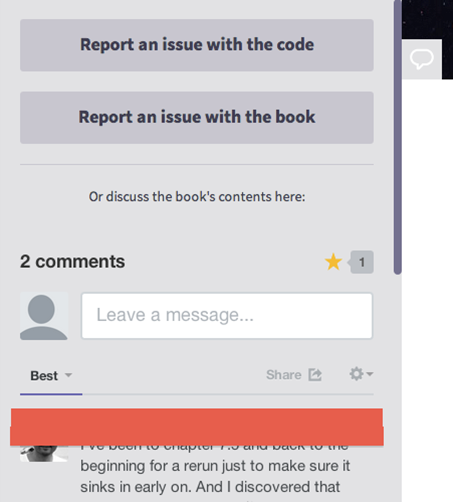 Report an issue with the code
Report an issue with the book
Or discuss the book's contents here:
2 comments
1
Leave a message...
Best
Share
I've been to chapter 7.5 and back to the
beginning for a rerun just to make sure it
sinks in early on. And I discovered that